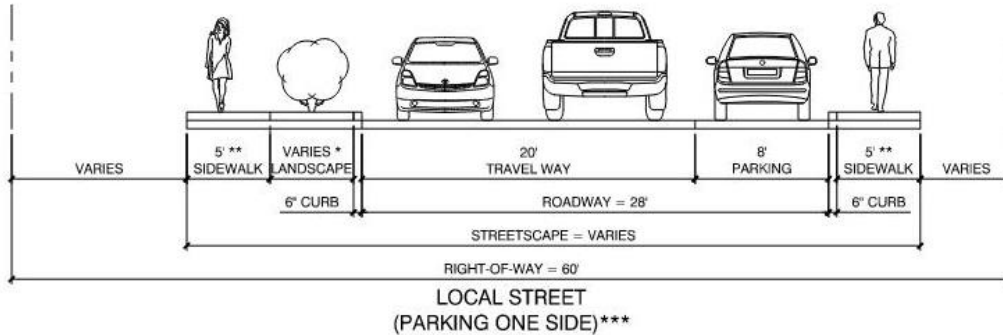 VARIES
5' **
SIDEWALK
VARIES *
LANDSCAPE
20'
TRAVEL WAY
8'
PARKING
5' **
SIDEWALK
VARIES
6" CURB
ROADWAY = 28'
6" CURB
STREETSCAPE = VARIES
RIGHT-OF-WAY = 60'
LOCAL STREET
(PARKING ONE SIDE)***